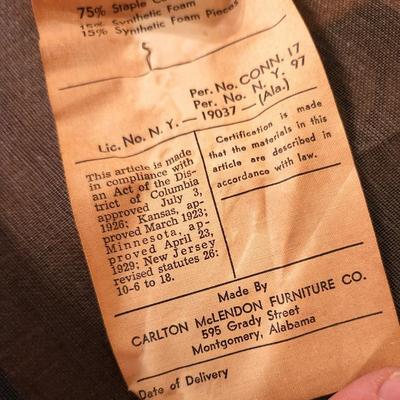 75% Staple
15% Synthetic Foam
15% Synthetic Foam Pieces
Per. No. CONN. 17
Per. No. N. Y. 97
Lic. No. N. Y. — 19037 — (Ala.)
This article is made
in compliance with
an Act of the Dis-
trict of Columbia
approved July 3,
1926; Kansas, ap-
proved March 1923;
Minnesota, ap-
proved April 23,
1929; New Jersey
revised statutes 26:
10-6 to 18.
Certification is made
that the materials in this
article are described in
accordance with law.
Made By
CARLTON McLENDON FURNITURE CO.
595 Grady Street
Montgomery, Alabama
Date of Delivery